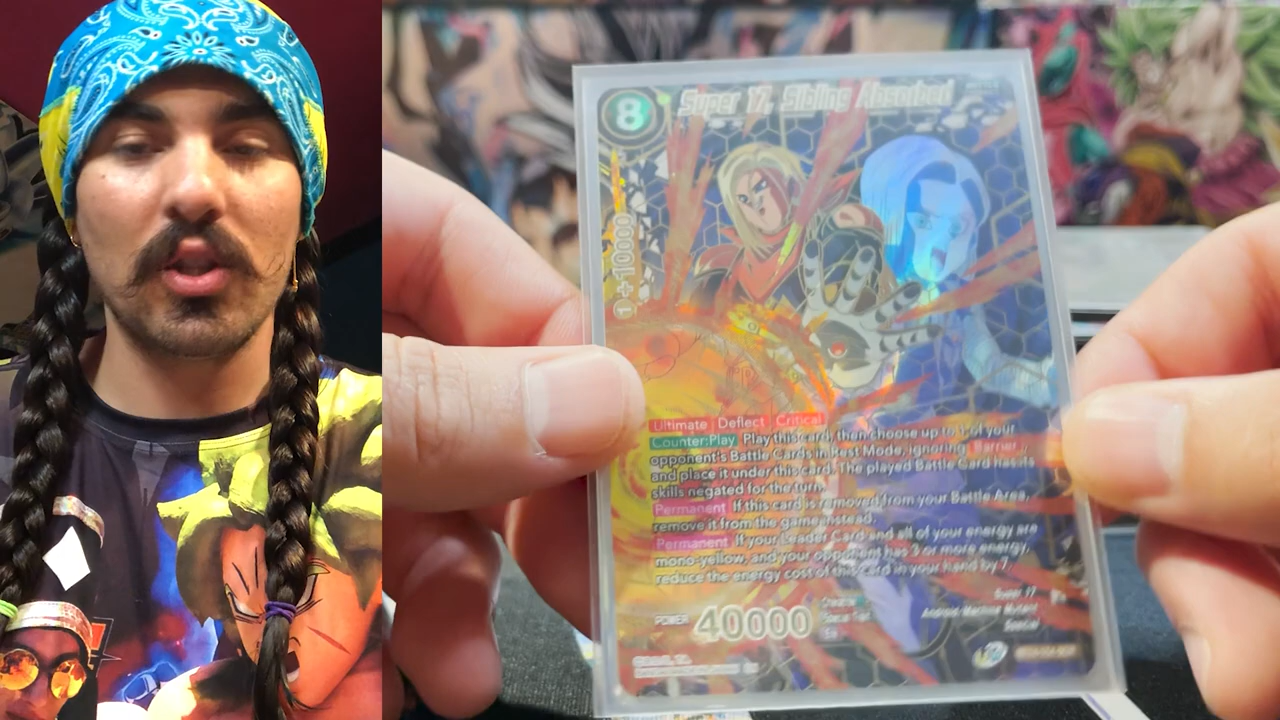 8
Super 17, Sibling Absorbed
1 +10000
Ultimate Deflect Critical
Counter:Play Play this card, then choose up to 1 of your
opponent's Battle Cards in Rest Mode, ignoring Barrier,
and place it under this card. The played Battle Card has its
skills negated for the turn.
Permanent If this card is removed from your Battle Area,
remove it from the game instead.
Permanent If your Leader Card and all of your energy are
mono-yellow, and your opponent has 3 or more energy,
reduce the energy cost of this card in your hand by 7.
POWER 40000
Super 17
Android/Machine Mutant
Special